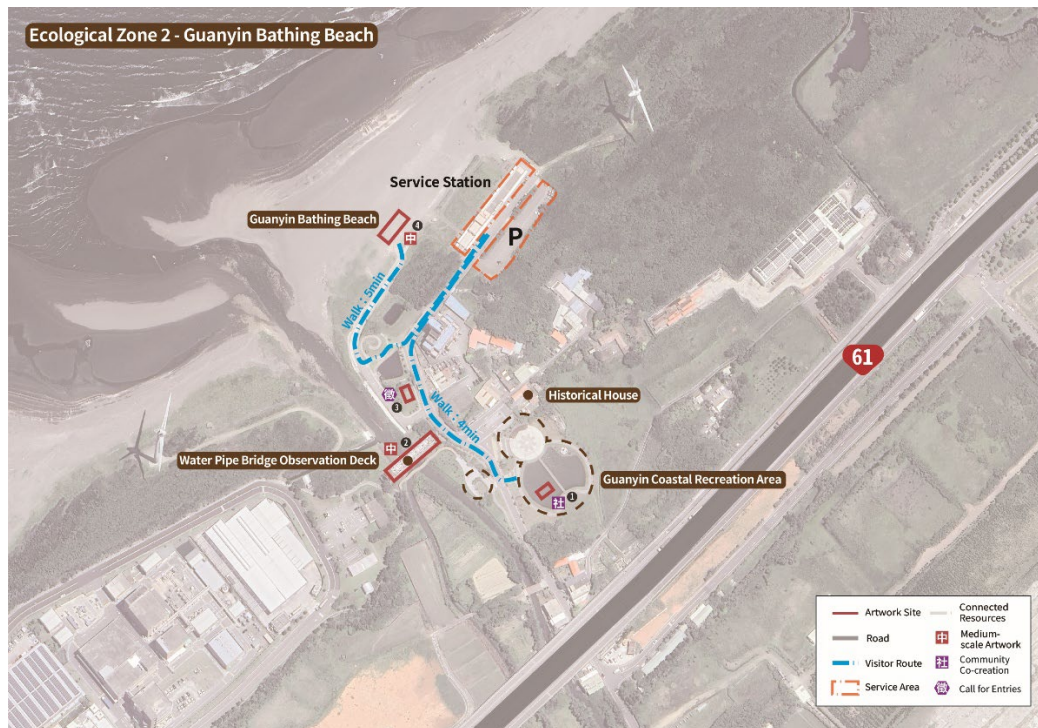 Ecological Zone 2 - Guanyin Bathing Beach
Service Station
Guanyin Bathing Beach
4
中
P
Walk : 5min
61
徵
3
Walk : 4min
Historical House
中
2
Water Pipe Bridge Observation Deck
Guanyin Coastal Recreation Area
1
社
Artwork Site
Road
Visitor Route
Service Area
Connected
Resources
中
Medium-
scale Artwork
社
Community
Co-creation
徵
Call for Entries